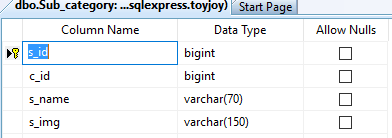 dbo.Sub_category: ...sqlexpress.toyjoy) Start Page
Column Name Data Type Allow Nulls
s_id bigint
c_id bigint
s_name varchar(70)
s_img varchar(150)